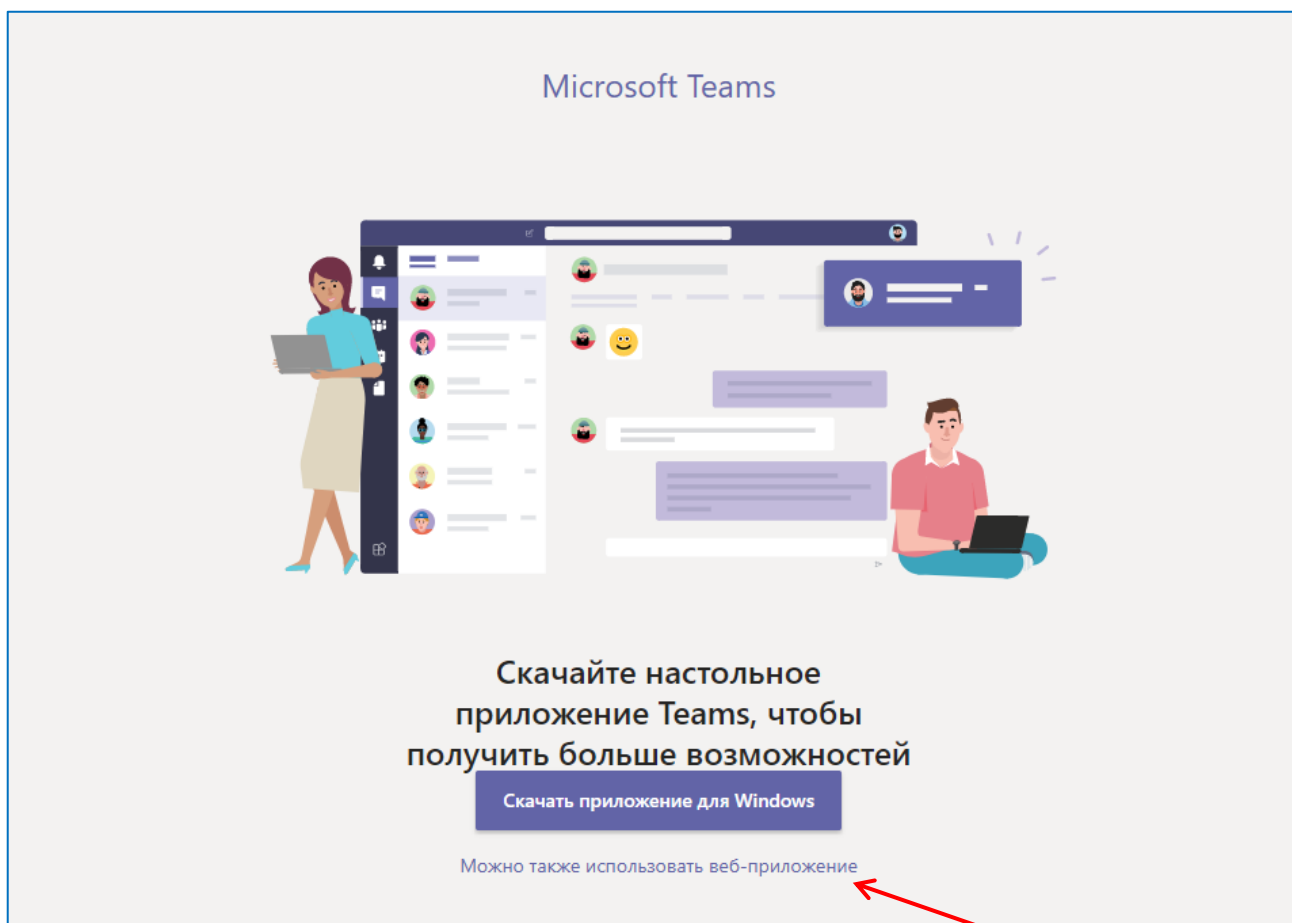 Microsoft Teams
Скачайте настольное
приложение Teams, чтобы
получить больше возможностей
Скачать приложение для Windows
Можно также использовать веб-приложение